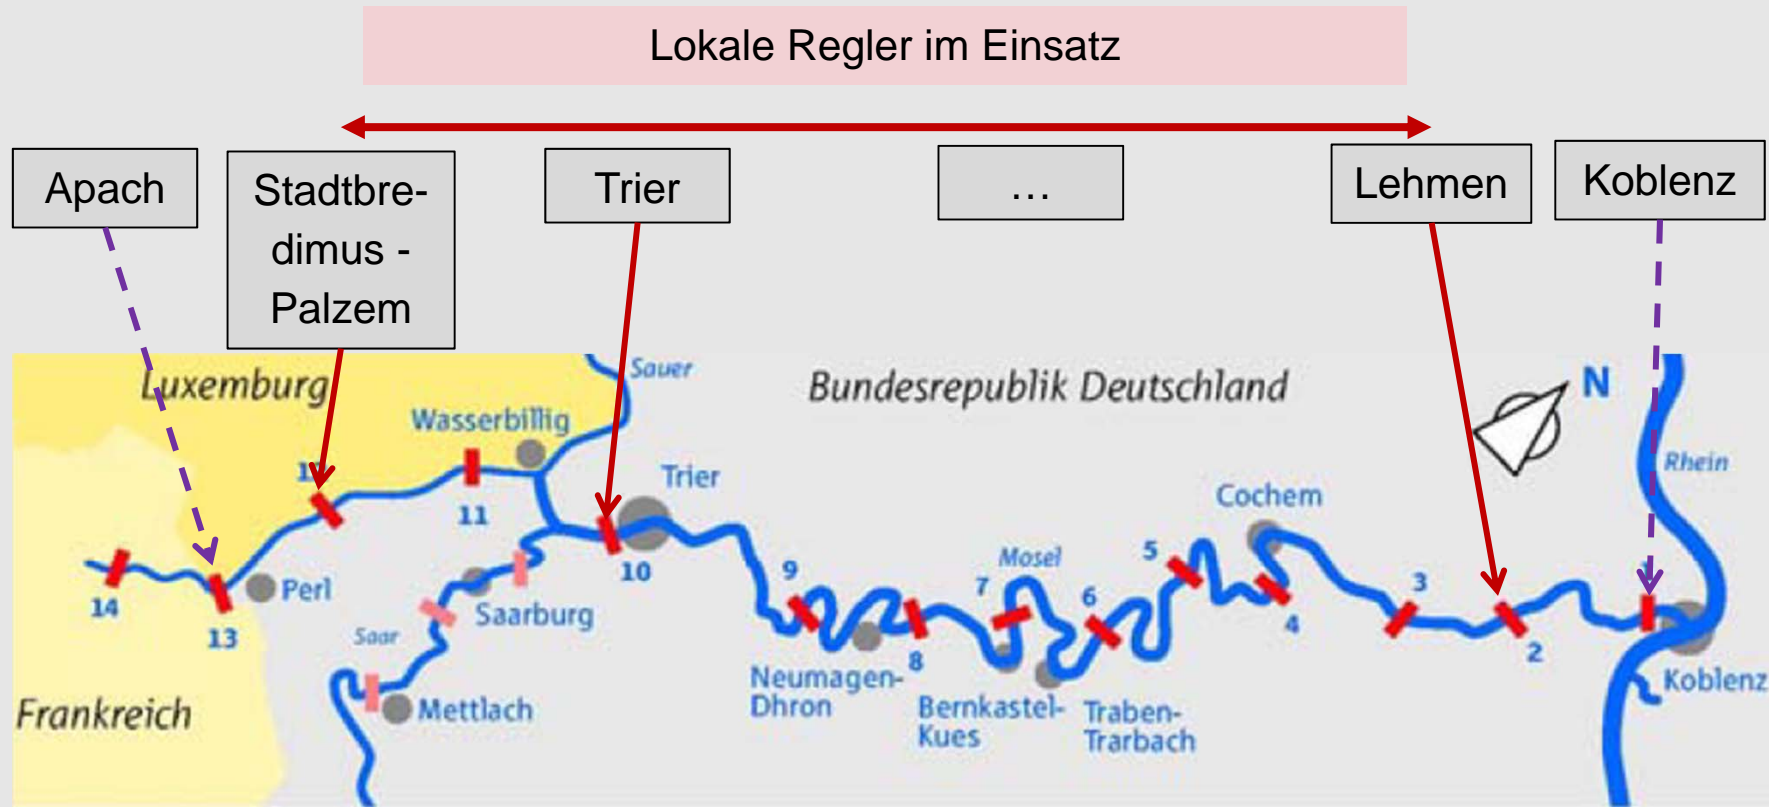 Lokale Regler im Einsatz
Apach
Stadtbre-
dimus -
Palzem
Trier
…
Lehmen
Koblenz
Luxemburg
Sauer
Bundesrepublik Deutschland
N
Wasserbillig
Rhein
Trier
Cochem
11
14
13
Perl
Saarburg
Saar
Mettlach
Frankreich
10
9
Neumagen-
Dhron
8
7
Mosel
Bernkastel-
Kues
6
Traben-
Trarbach
5
4
3
2
Koblenz